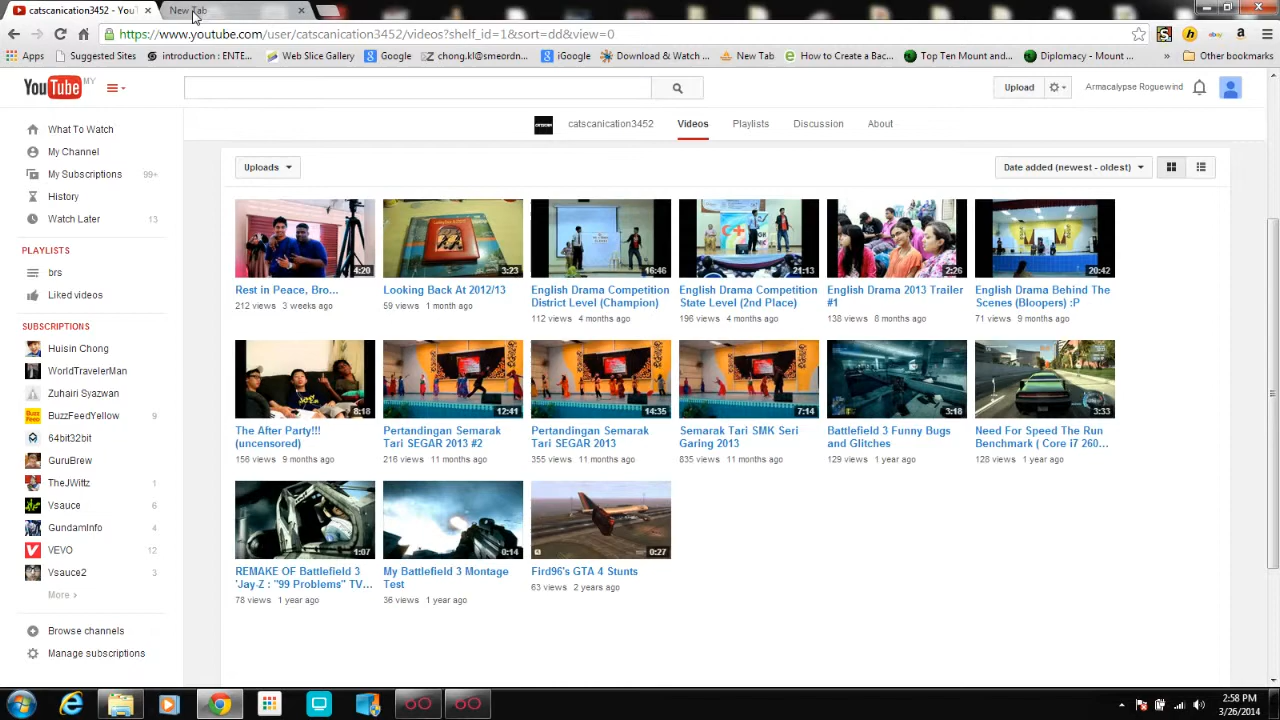 catscanication3452 - You
New Tab
https://www.youtube.com/user/catscanication3452/videos?shelf_id=1&sort=dd&view=0
Apps
Suggested Sites
introduction : ENTE...
Web Slice Gallery
Google
chong.kl@smeordn...
iGoogle
Download & Watch ...
New Tab
How to Create a Bac...
Top Ten Mount and...
Diplomacy - Mount ...
»
Other bookmarks
YouTube MY
Upload
Armacalypse Roguewind
What To Watch
My Channel
My Subscriptions 99+
History
Watch Later 13
PLAYLISTS
brs
Liked videos
SUBSCRIPTIONS
Huisin Chong
WorldTravelerMan
Zuhairi Syazwan
BuzzFeedYellow 9
64bit32bit
GuruBrew
TheJWittz 1
Vsauce 6
GundamInfo 4
VEVO 12
Vsauce2 3
More ›
Browse channels
Manage subscriptions
catscanication3452
Videos
Playlists
Discussion
About
Uploads
Date added (newest - oldest)
4:20
Rest in Peace, Bro...
212 views 3 weeks ago
3:23
Looking Back At 2012/13
59 views 1 month ago
16:46
English Drama Competition
District Level (Champion)
112 views 4 months ago
21:13
English Drama Competition
State Level (2nd Place)
196 views 4 months ago
2:26
English Drama 2013 Trailer
#1
138 views 8 months ago
20:42
English Drama Behind The
Scenes (Bloopers) :P
71 views 9 months ago
8:18
The After Party!!!
(uncensored)
156 views 9 months ago
12:41
Pertandingan Semarak
Tari SEGAR 2013 #2
216 views 11 months ago
14:35
Pertandingan Semarak
Tari SEGAR 2013
355 views 11 months ago
7:14
Semarak Tari SMK Seri
Garing 2013
835 views 11 months ago
3:18
Battlefield 3 Funny Bugs
and Glitches
129 views 1 year ago
3:33
Need For Speed The Run
Benchmark ( Core i7 260...
128 views 1 year ago
1:07
REMAKE OF Battlefield 3
'Jay-Z : "99 Problems" TV...
78 views 1 year ago
0:14
My Battlefield 3 Montage
Test
36 views 1 year ago
0:27
Fird96's GTA 4 Stunts
63 views 2 years ago
2:58 PM
3/26/2014